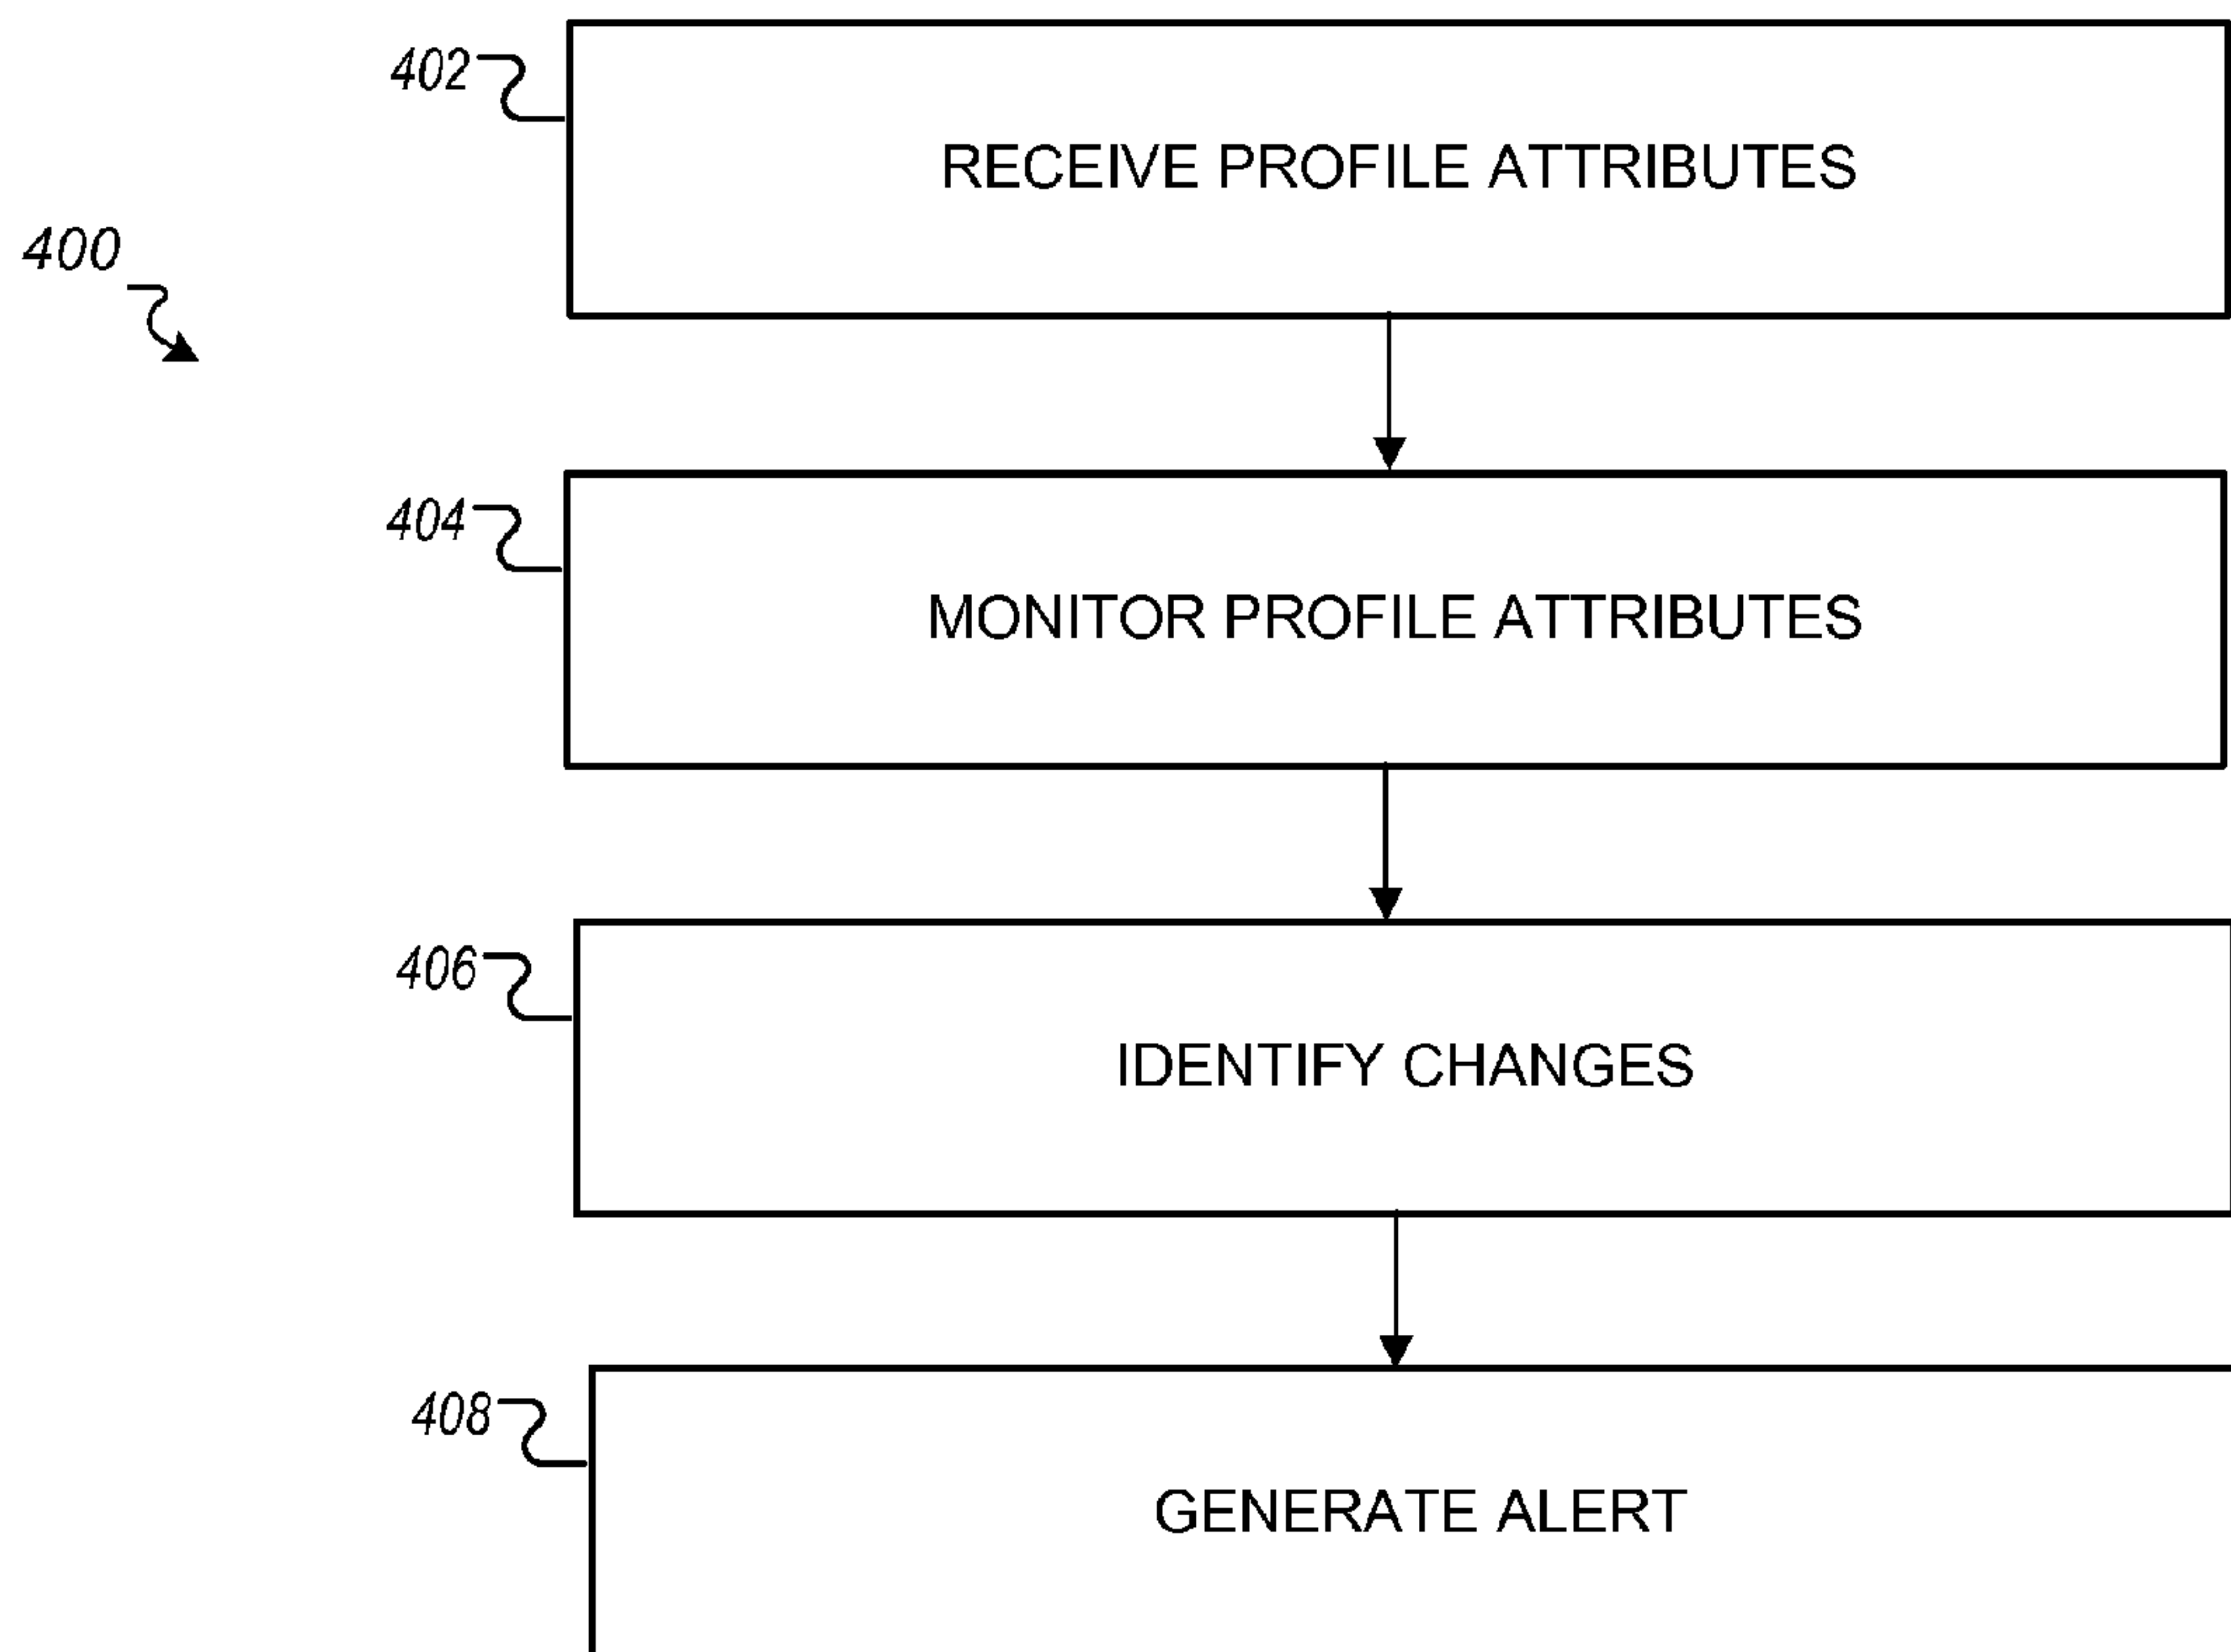 402
RECEIVE PROFILE ATTRIBUTES
400
404
MONITOR PROFILE ATTRIBUTES
406
IDENTIFY CHANGES
408
GENERATE ALERT